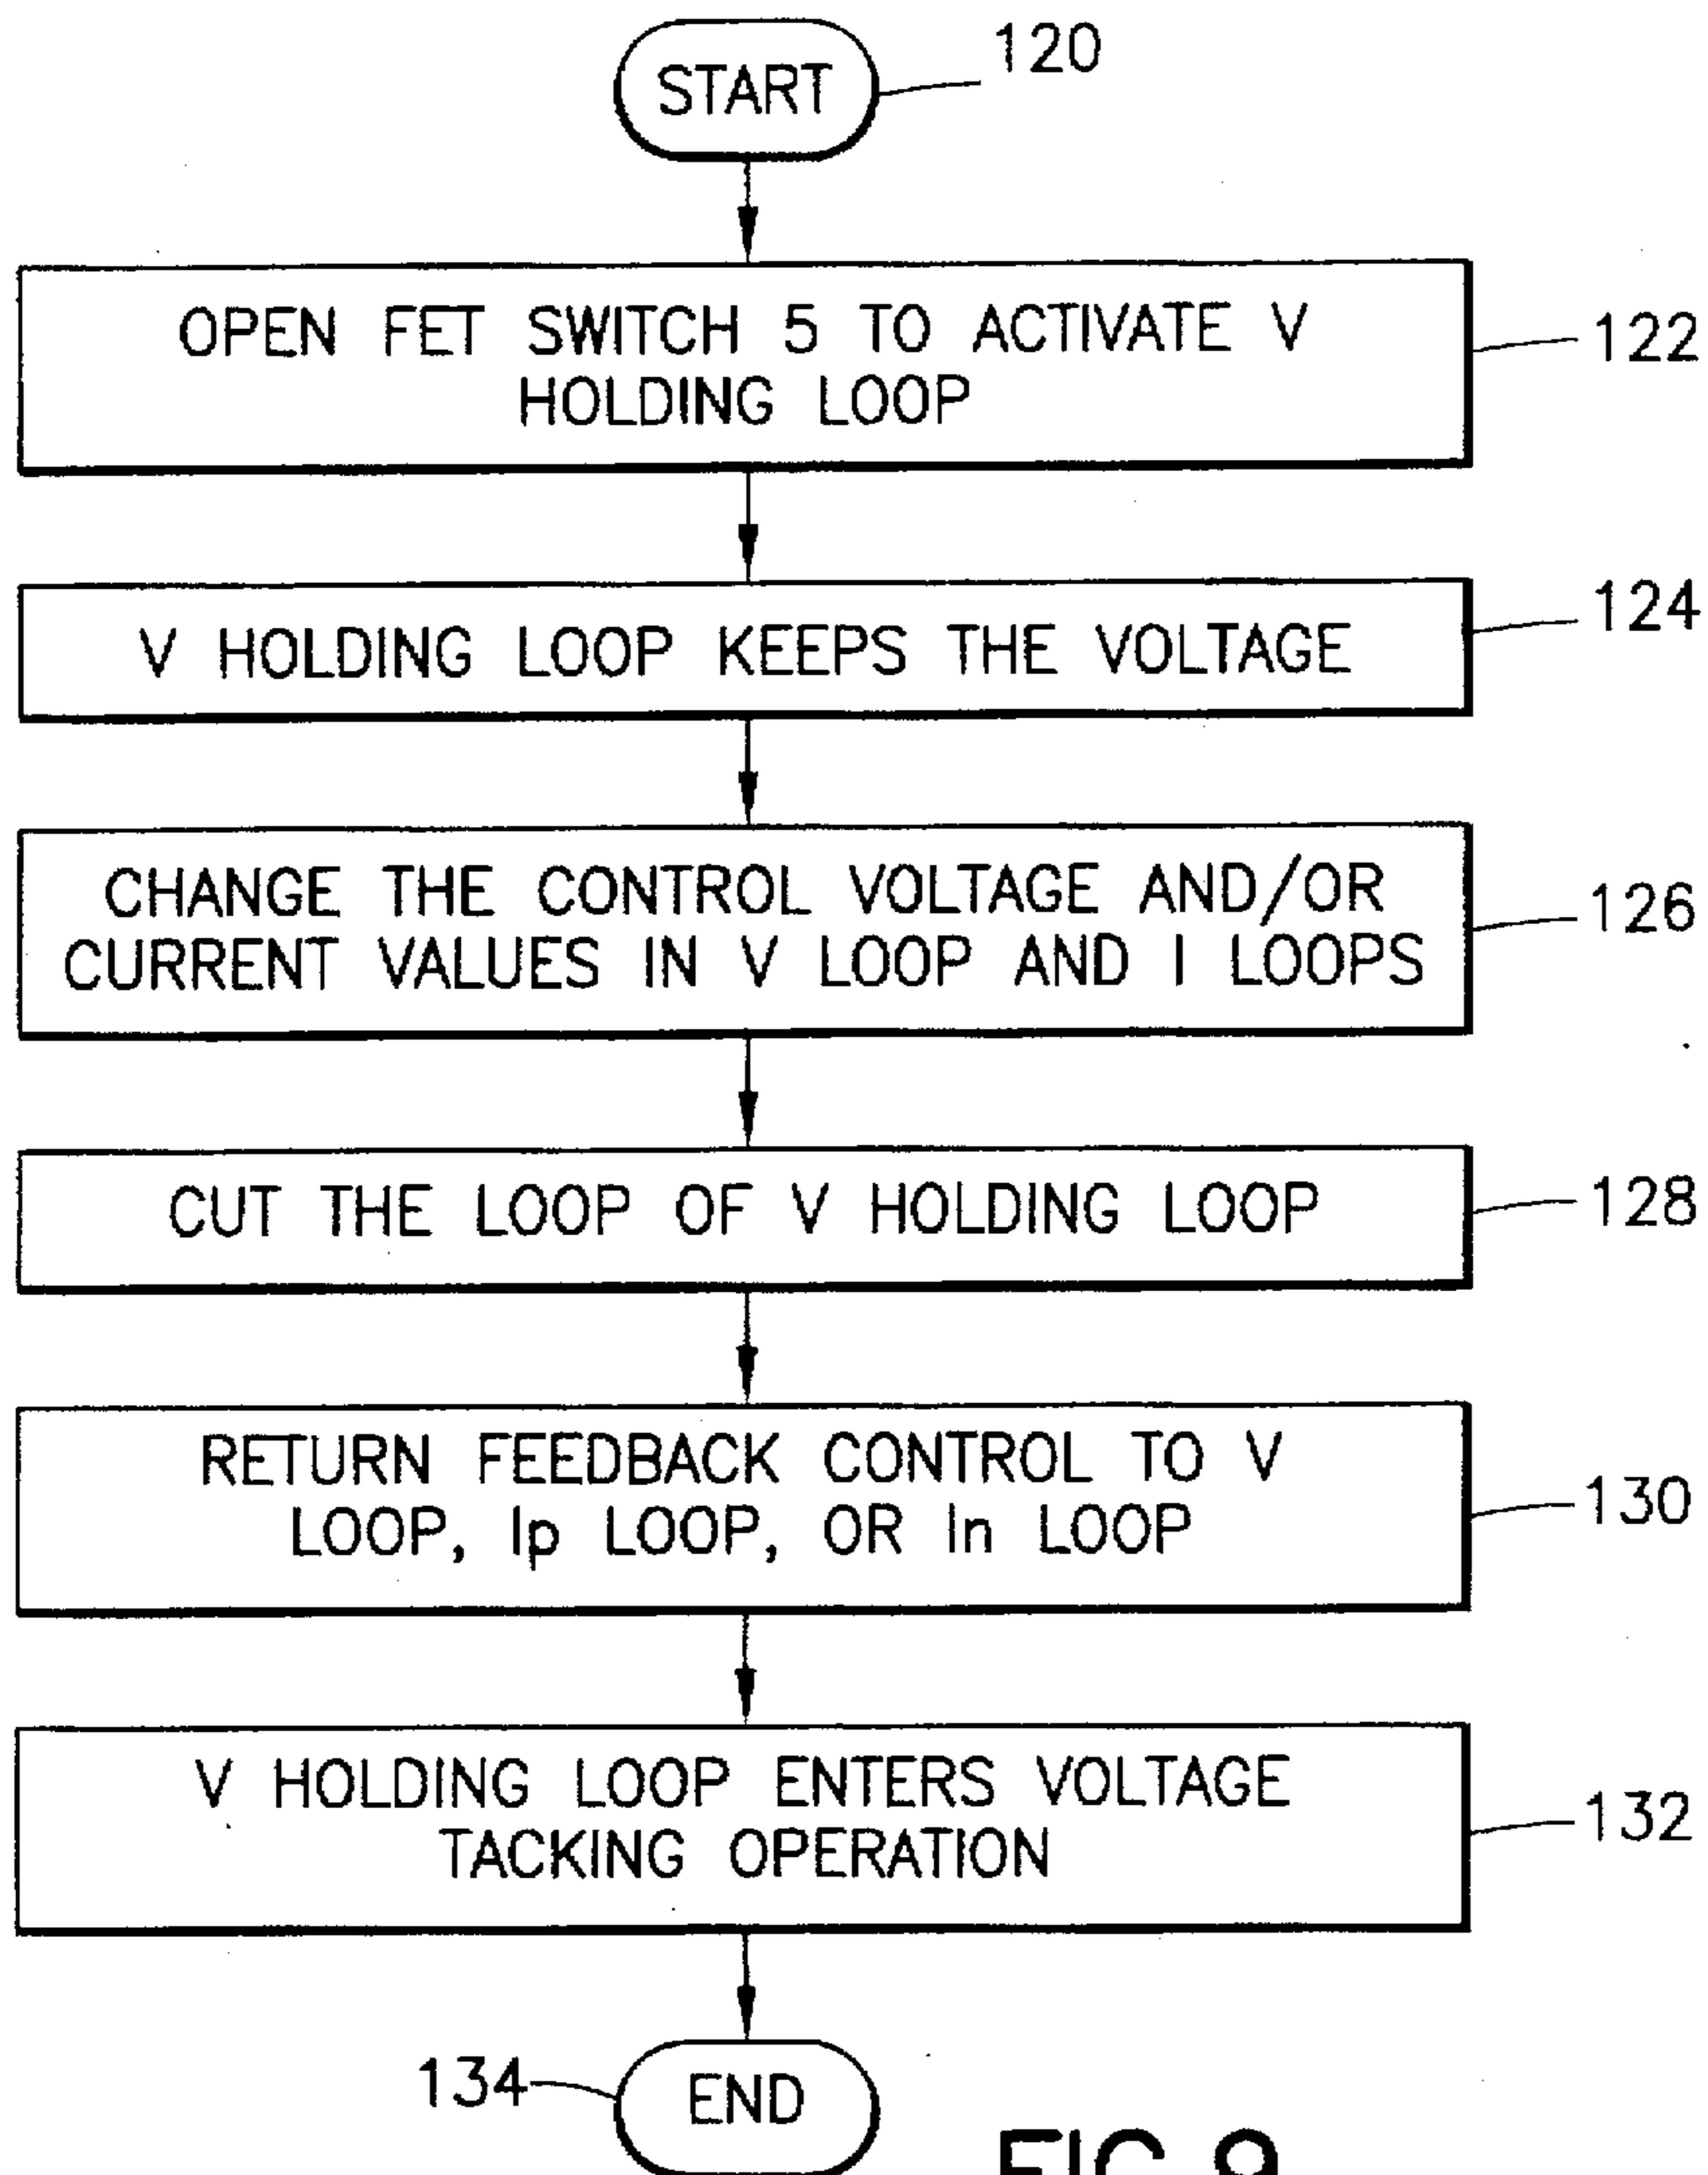 START
120
OPEN FET SWITCH 5 TO ACTIVATE V
HOLDING LOOP
122
V HOLDING LOOP KEEPS THE VOLTAGE
124
CHANGE THE CONTROL VOLTAGE AND/OR
CURRENT VALUES IN V LOOP AND I LOOPS
126
CUT THE LOOP OF V HOLDING LOOP
128
RETURN FEEDBACK CONTROL TO V
LOOP, Ip LOOP, OR In LOOP
130
V HOLDING LOOP ENTERS VOLTAGE
TACKING OPERATION
132
134
END
FIG.9